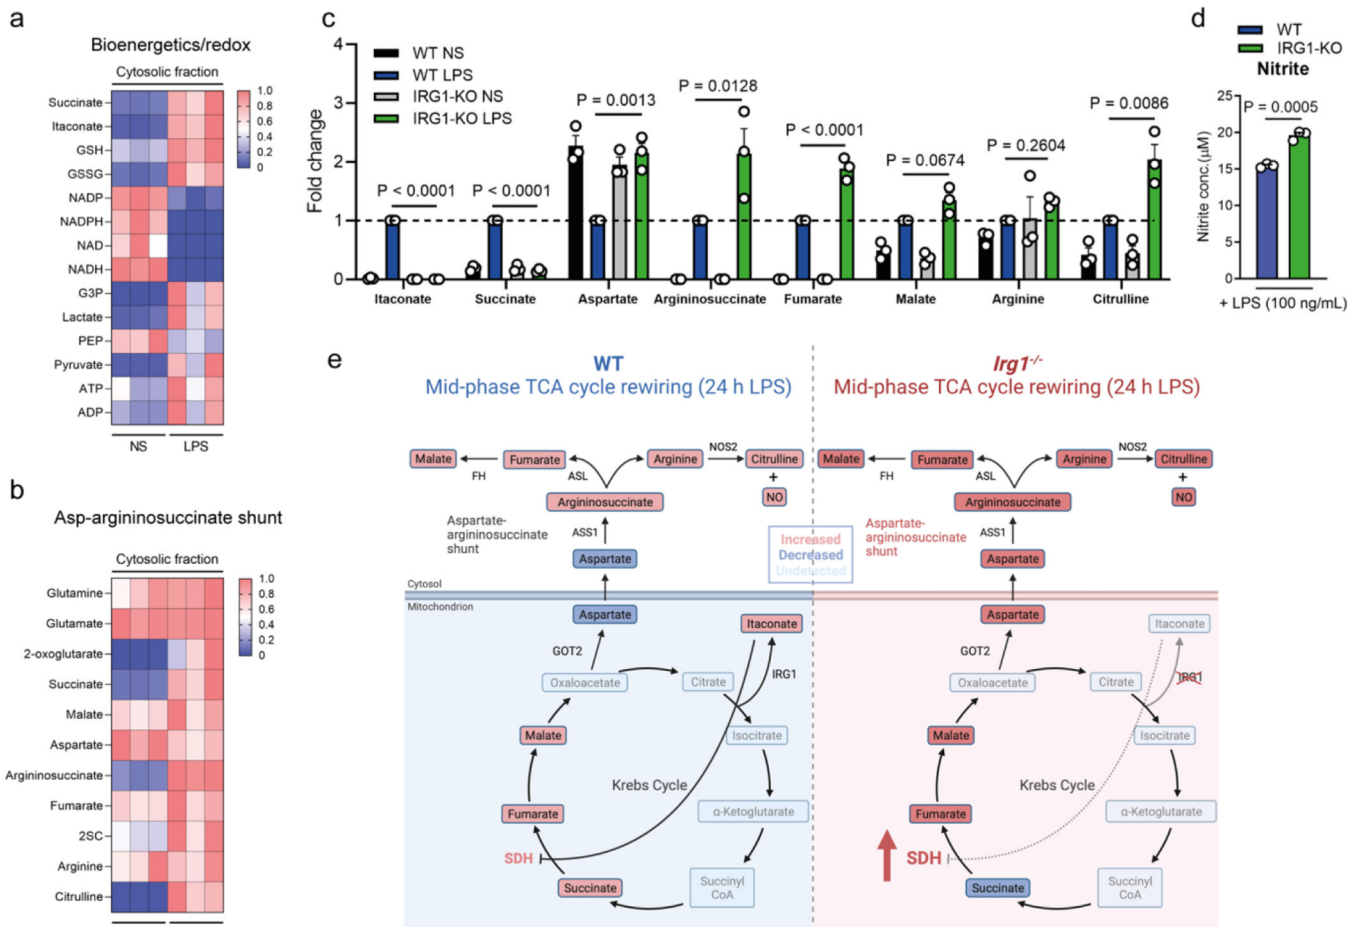 a
Bioenergetics/redox
Cytosolic fraction
Succinate
Itaconate
GSH
GSSG
NADP
NADPH
NAD
NADH
G3P
Lactate
PEP
Pyruvate
ATP
ADP
1.0
0.8
0.6
0.4
0.2
0
NS
LPS
b
Asp-argininosuccinate shunt
Cytosolic fraction
Glutamine
Glutamate
2-oxoglutarate
Succinate
Malate
Aspartate
Argininosuccinate
Fumarate
2SC
Arginine
Citrulline
1.0
0.8
0.6
0.4
0.2
0
c
Fold change
4
3
2
1
0
WT NS
WT LPS
IRG1-KO NS
IRG1-KO LPS
P < 0.0001
P < 0.0001
P = 0.0013
P = 0.0128
P < 0.0001
P = 0.0674
P = 0.2604
P = 0.0086
Itaconate
Succinate
Aspartate
Argininosuccinate
Fumarate
Malate
Arginine
Citrulline
d
WT
IRG1-KO
Nitrite
P = 0.0005
Nitrite conc.(μM)
25
20
15
10
5
0
+ LPS (100 ng/mL)
e
WT
Mid-phase TCA cycle rewiring (24 h LPS)
Malate
FH
Fumarate
ASL
Arginine
NOS2
Citrulline
+
NO
Argininosuccinate
Aspartate-
argininosuccinate
shunt
ASS1
Aspartate
Cytosol
Mitochondrion
Aspartate
GOT2
Itaconate
IRG1
Oxaloacetate
Citrate
Malate
Isocitrate
Krebs Cycle
Fumarate
α-Ketoglutarate
SDH
Succinate
Succinyl
CoA
Increased
Decreased
Undetected
Irg1-/-
Mid-phase TCA cycle rewiring (24 h LPS)
Malate
FH
Fumarate
ASL
Arginine
NOS2
Citrulline
+
NO
Argininosuccinate
Aspartate-
argininosuccinate
shunt
ASS1
Aspartate
Aspartate
GOT2
Itaconate
IRG1
Oxaloacetate
Citrate
Malate
Isocitrate
Krebs Cycle
Fumarate
α-Ketoglutarate
SDH
Succinate
Succinyl
CoA